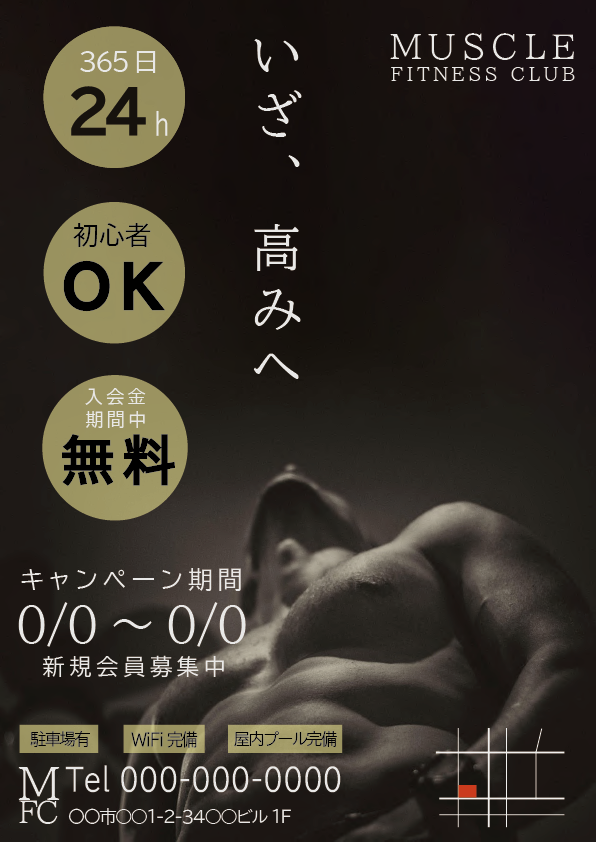 MUSCLE
FITNESS CLUB
いざ、高みへ
365日
24h
初心者
OK
入会金
期間中
無料
キャンペーン期間
0/0～0/0
新規会員募集中
駐車場有
WiFi完備
屋内プール完備
M
FC
Tel 000-000-0000
〇〇市〇〇1-2-34〇〇ビル 1F